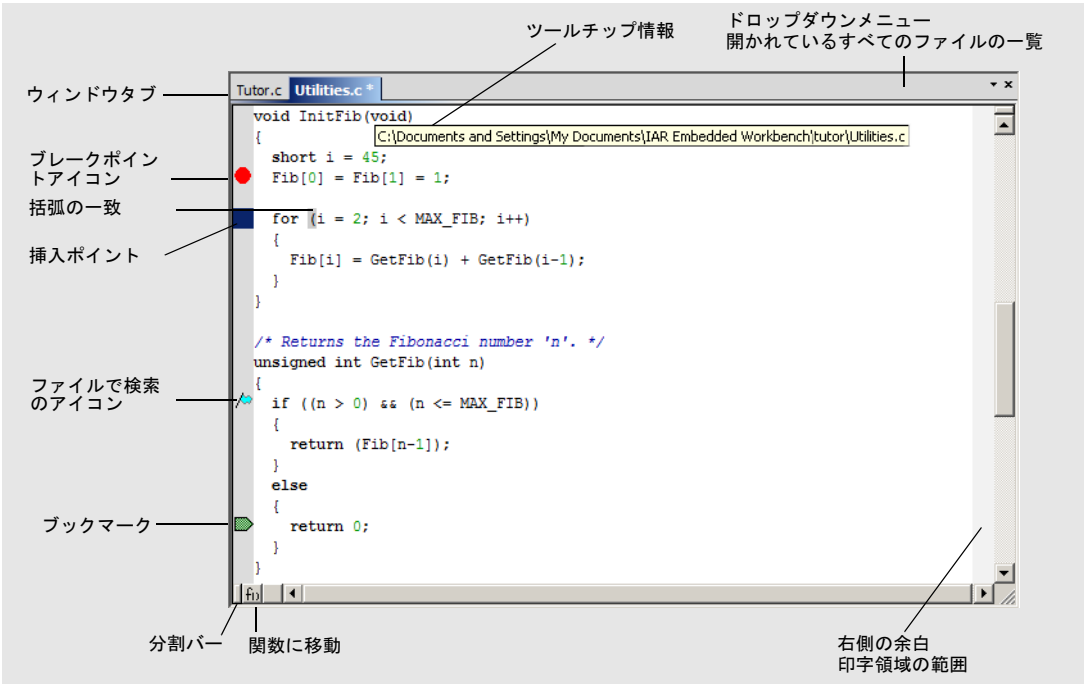 ツールチップ情報
ドロップダウンメニュー
開かれているすべてのファイルの一覧
ウィンドウタブ
Tutor.c Utilities.c *
void InitFib(void)
{
C:\Documents and Settings\My Documents\IAR Embedded Workbench\tutor\Utilities.c
short i = 45;
ブレークポイン
トアイコン
Fib[0] = Fib[1] = 1;
括弧の一致
for (i = 2; i < MAX_FIB; i++)
挿入ポイント
{
Fib[i] = GetFib(i) + GetFib(i-1);
}
}
/* Returns the Fibonacci number 'n'. */
unsigned int GetFib(int n)
{
ファイルで検索
のアイコン
if ((n > 0) && (n <= MAX_FIB))
{
return (Fib[n-1]);
}
else
{
ブックマーク
return 0;
}
}
f()
分割バー
関数に移動
右側の余白
印字領域の範囲